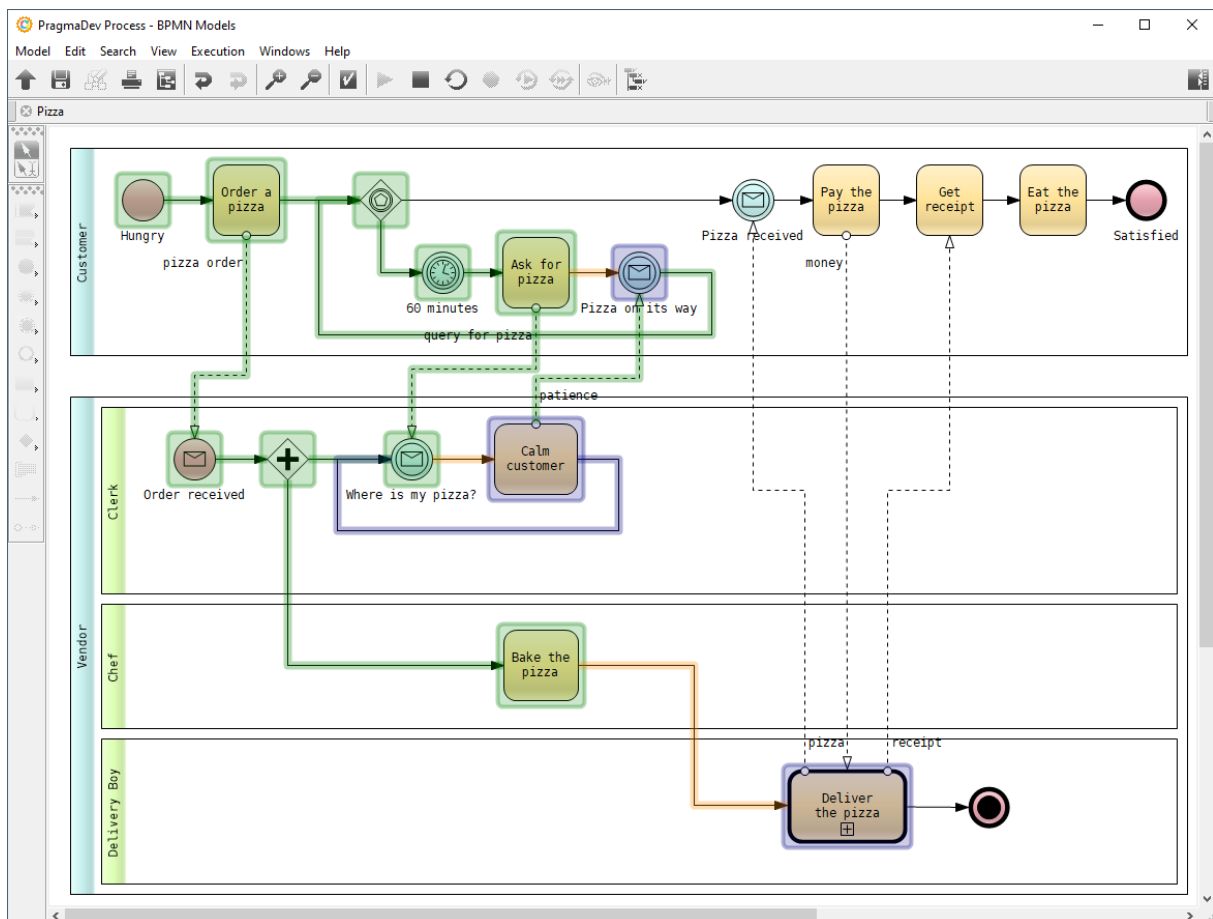 PragmaDev Process - BPMN Models
Model Edit Search View Execution Windows Help
Pizza
Customer
Hungry
Order a
pizza
pizza order
60 minutes
Ask for
pizza
query for pizza
Pizza on its way
Pizza received
Pay the
pizza
money
Get
receipt
Eat the
pizza
Satisfied
patience
Vendor
Clerk
Order received
Where is my pizza?
Calm
customer
Chef
Bake the
pizza
Delivery Boy
pizza
receipt
Deliver
the pizza